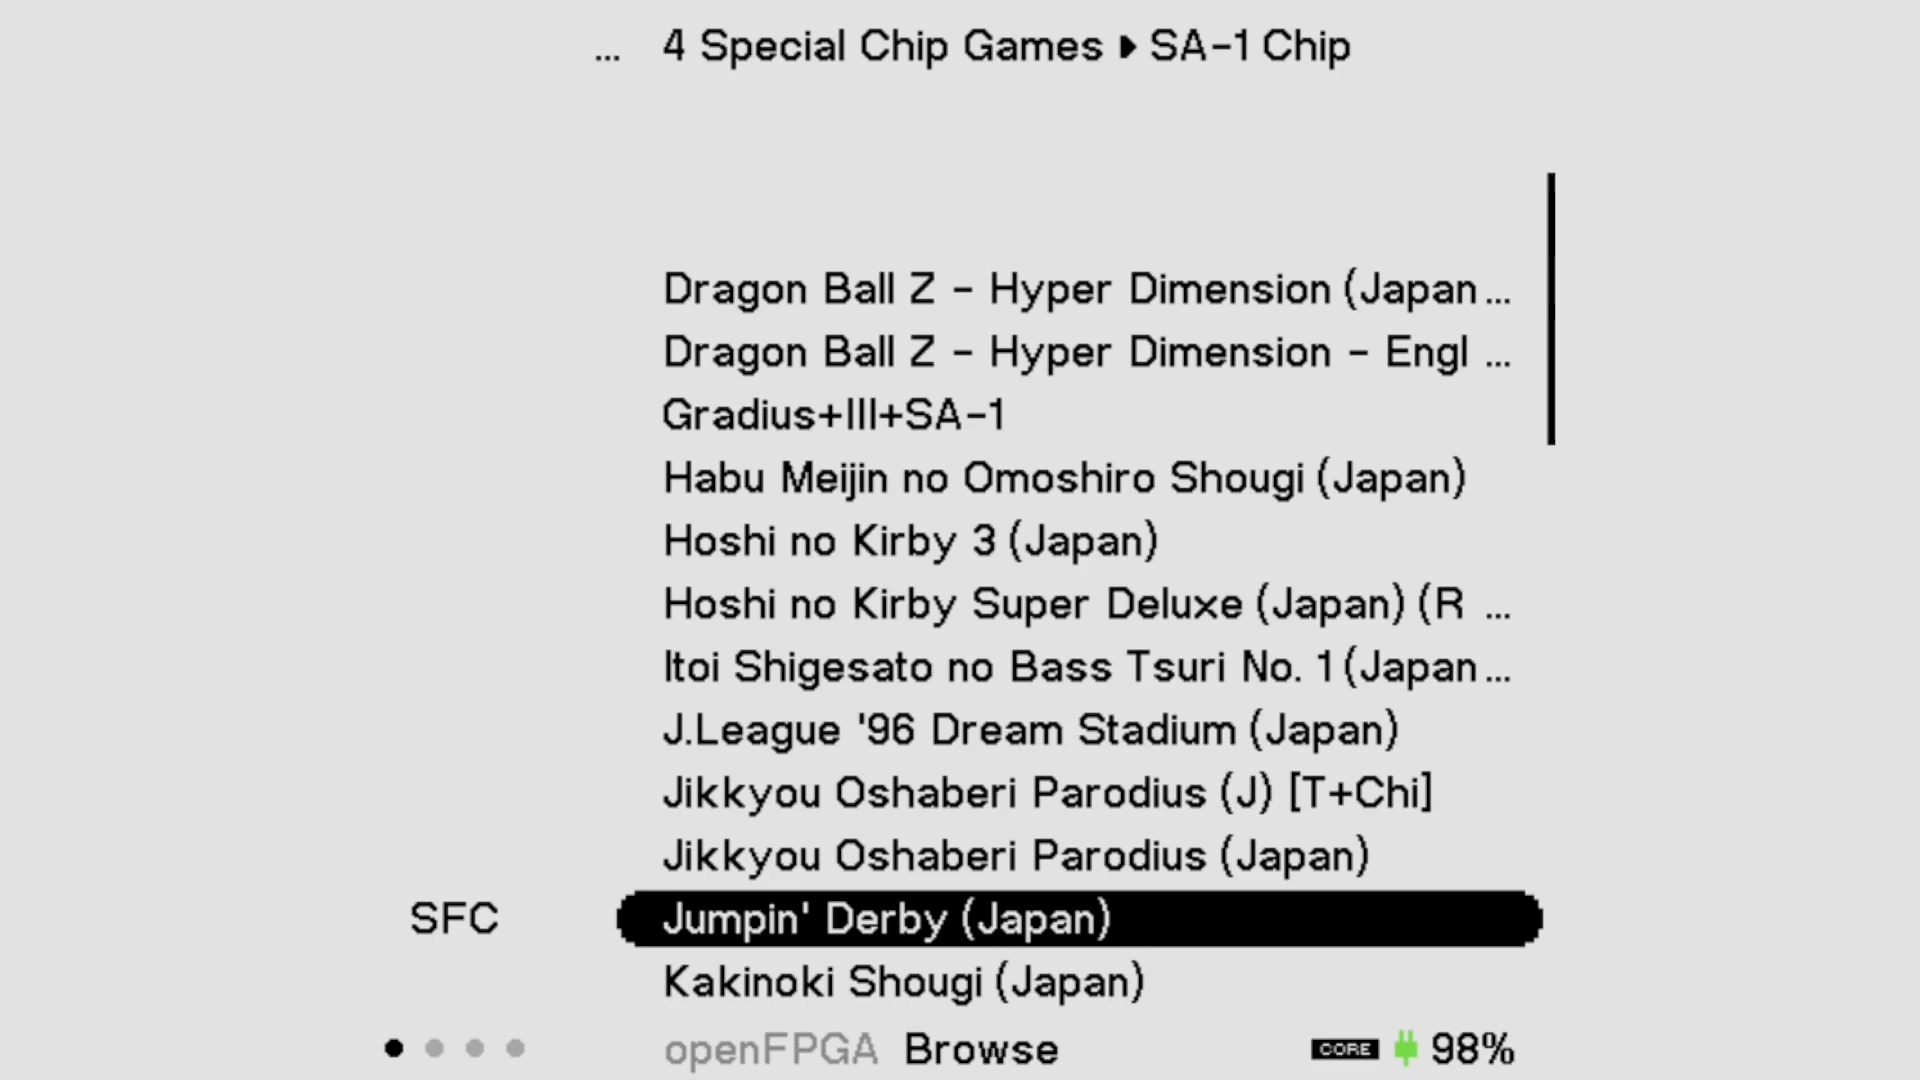 ... 4 Special Chip Games ▶ SA-1 Chip
Dragon Ball Z - Hyper Dimension (Japan ...
Dragon Ball Z - Hyper Dimension - Engl ...
Gradius+III+SA-1
Habu Meijin no Omoshiro Shougi (Japan)
Hoshi no Kirby 3 (Japan)
Hoshi no Kirby Super Deluxe (Japan) (R ...
Itoi Shigesato no Bass Tsuri No. 1 (Japan ...
J.League '96 Dream Stadium (Japan)
Jikkyou Oshaberi Parodius (J) [T+Chi]
Jikkyou Oshaberi Parodius (Japan)
SFC Jumpin' Derby (Japan)
Kakinoki Shougi (Japan)
openFPGA Browse CORE 98%